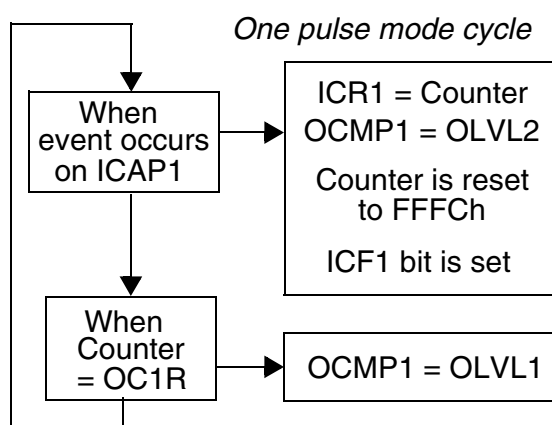 One pulse mode cycle
When
event occurs
on ICAP1
ICR1 = Counter
OCMP1 = OLVL2
Counter is reset
to FFFCh
ICF1 bit is set
When
Counter
= OC1R
OCMP1 = OLVL1